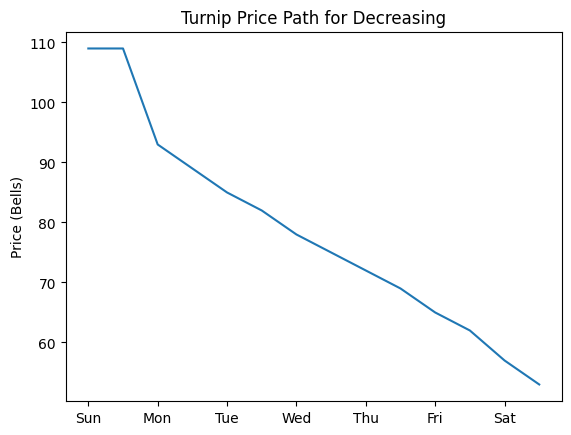 Turnip Price Path for Decreasing
Price (Bells)
110
100
90
80
70
60
Sun Mon Tue Wed Thu Fri Sat